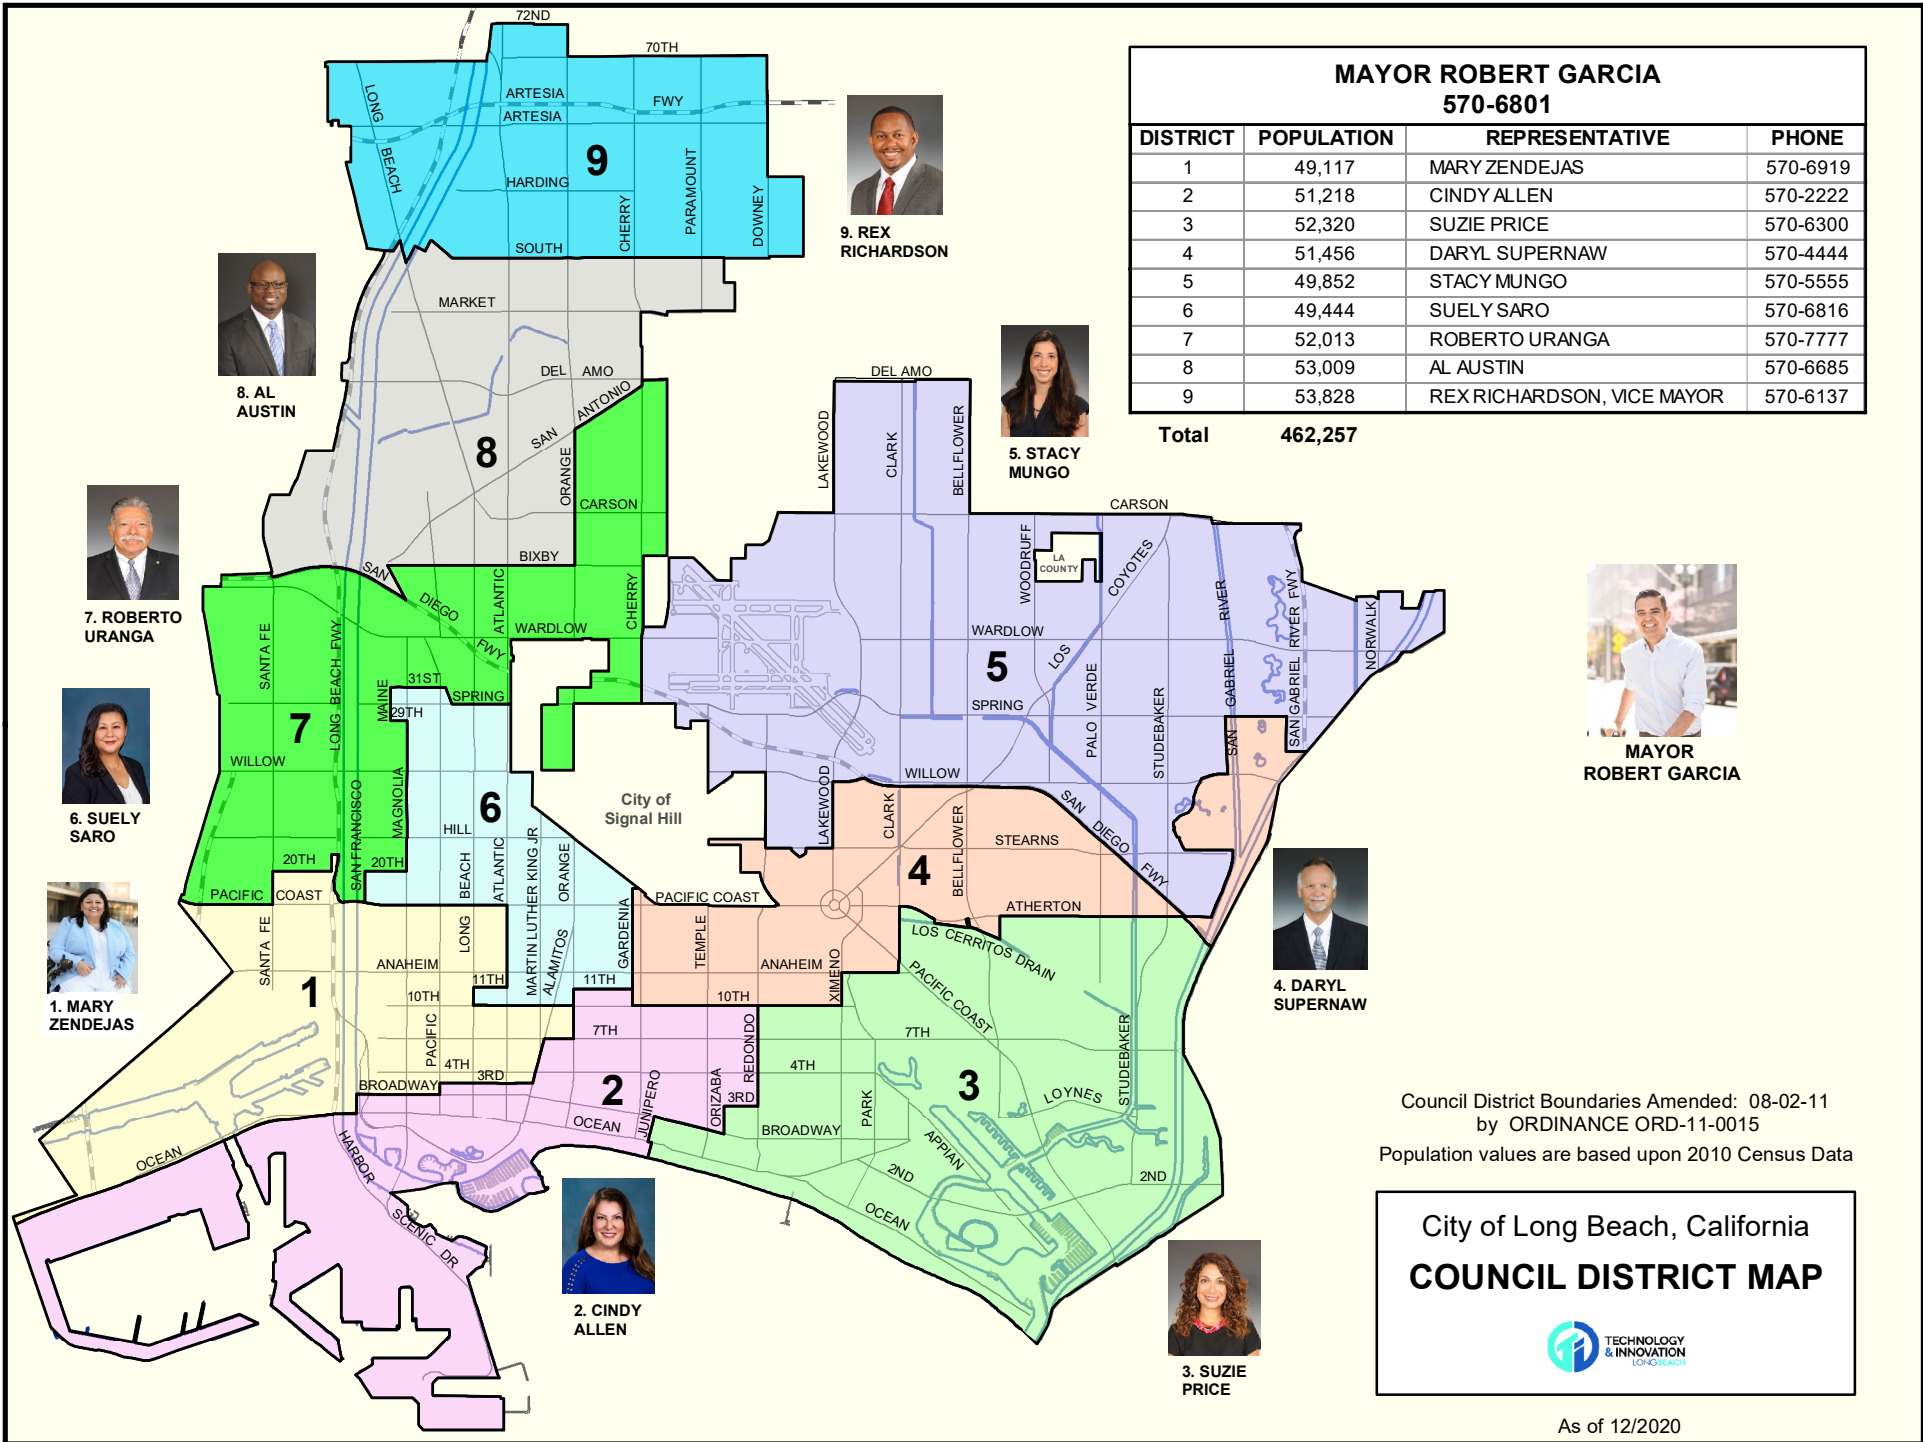 72ND
70TH
LONG
BEACH
ARTESIA
FWY
ARTESIA
9
HARDING
CHERRY
PARAMOUNT
DOWNEY
SOUTH
9. REX
RICHARDSON
MAYOR ROBERT GARCIA
570-6801
DISTRICT POPULATION REPRESENTATIVE PHONE
1 49,117 MARY ZENDEJAS 570-6919
2 51,218 CINDY ALLEN 570-2222
3 52,320 SUZIE PRICE 570-6300
4 51,456 DARYL SUPERNAW 570-4444
5 49,852 STACY MUNGO 570-5555
6 49,444 SUELY SARO 570-6816
7 52,013 ROBERTO URANGA 570-7777
8 53,009 AL AUSTIN 570-6685
9 53,828 REX RICHARDSON, VICE MAYOR 570-6137
Total 462,257
MARKET
DEL AMO
SAN ANTONIO
8
ORANGE
CARSON
BIXBY
8. AL
AUSTIN
DEL AMO
LAKEWOOD
CLARK
BELLFLOWER
5. STACY
MUNGO
CARSON
WOODRUFF
LA
COUNTY
COYOTES
LOS
RIVER
SAN GABRIEL
SAN GABRIEL RIVER FWY
NORWALK
WARDLOW
5
SPRING
PALO VERDE
STUDEBAKER
WILLOW
LAKEWOOD
SAN DIEGO FWY
7. ROBERTO
URANGA
SAN
DIEGO
FWY
ATLANTIC
CHERRY
WARDLOW
SANTA FE
LONG BEACH FWY
31ST
SPRING
MAINE
29TH
7
WILLOW
SAN FRANCISCO
MAGNOLIA
20TH
20TH
PACIFIC COAST
6. SUELY
SARO
6
HILL
BEACH
LONG
ATLANTIC
MARTIN LUTHER KING JR
ORANGE
ALAMITOS
GARDENIA
11TH
11TH
City of
Signal Hill
MAYOR
ROBERT GARCIA
CLARK
BELLFLOWER
STEARNS
4
PACIFIC COAST
ATHERTON
TEMPLE
ANAHEIM
XIMENO
10TH
SAN
4. DARYL
SUPERNAW
1. MARY
ZENDEJAS
SANTA FE
ANAHEIM
1
10TH
PACIFIC
4TH
3RD
BROADWAY
OCEAN
7TH
2
REDONDO
JUNIPERO
ORIZABA
3RD
OCEAN
HARBOR
SCENIC DR
2. CINDY
ALLEN
LOS CERRITOS DRAIN
PACIFIC COAST
7TH
4TH
3
PARK
LOYNES
STUDEBAKER
BROADWAY
APPIAN
2ND
2ND
OCEAN
3. SUZIE
PRICE
Council District Boundaries Amended: 08-02-11
by ORDINANCE ORD-11-0015
Population values are based upon 2010 Census Data
City of Long Beach, California
COUNCIL DISTRICT MAP
TECHNOLOGY
& INNOVATION
LONGBEACH
As of 12/2020